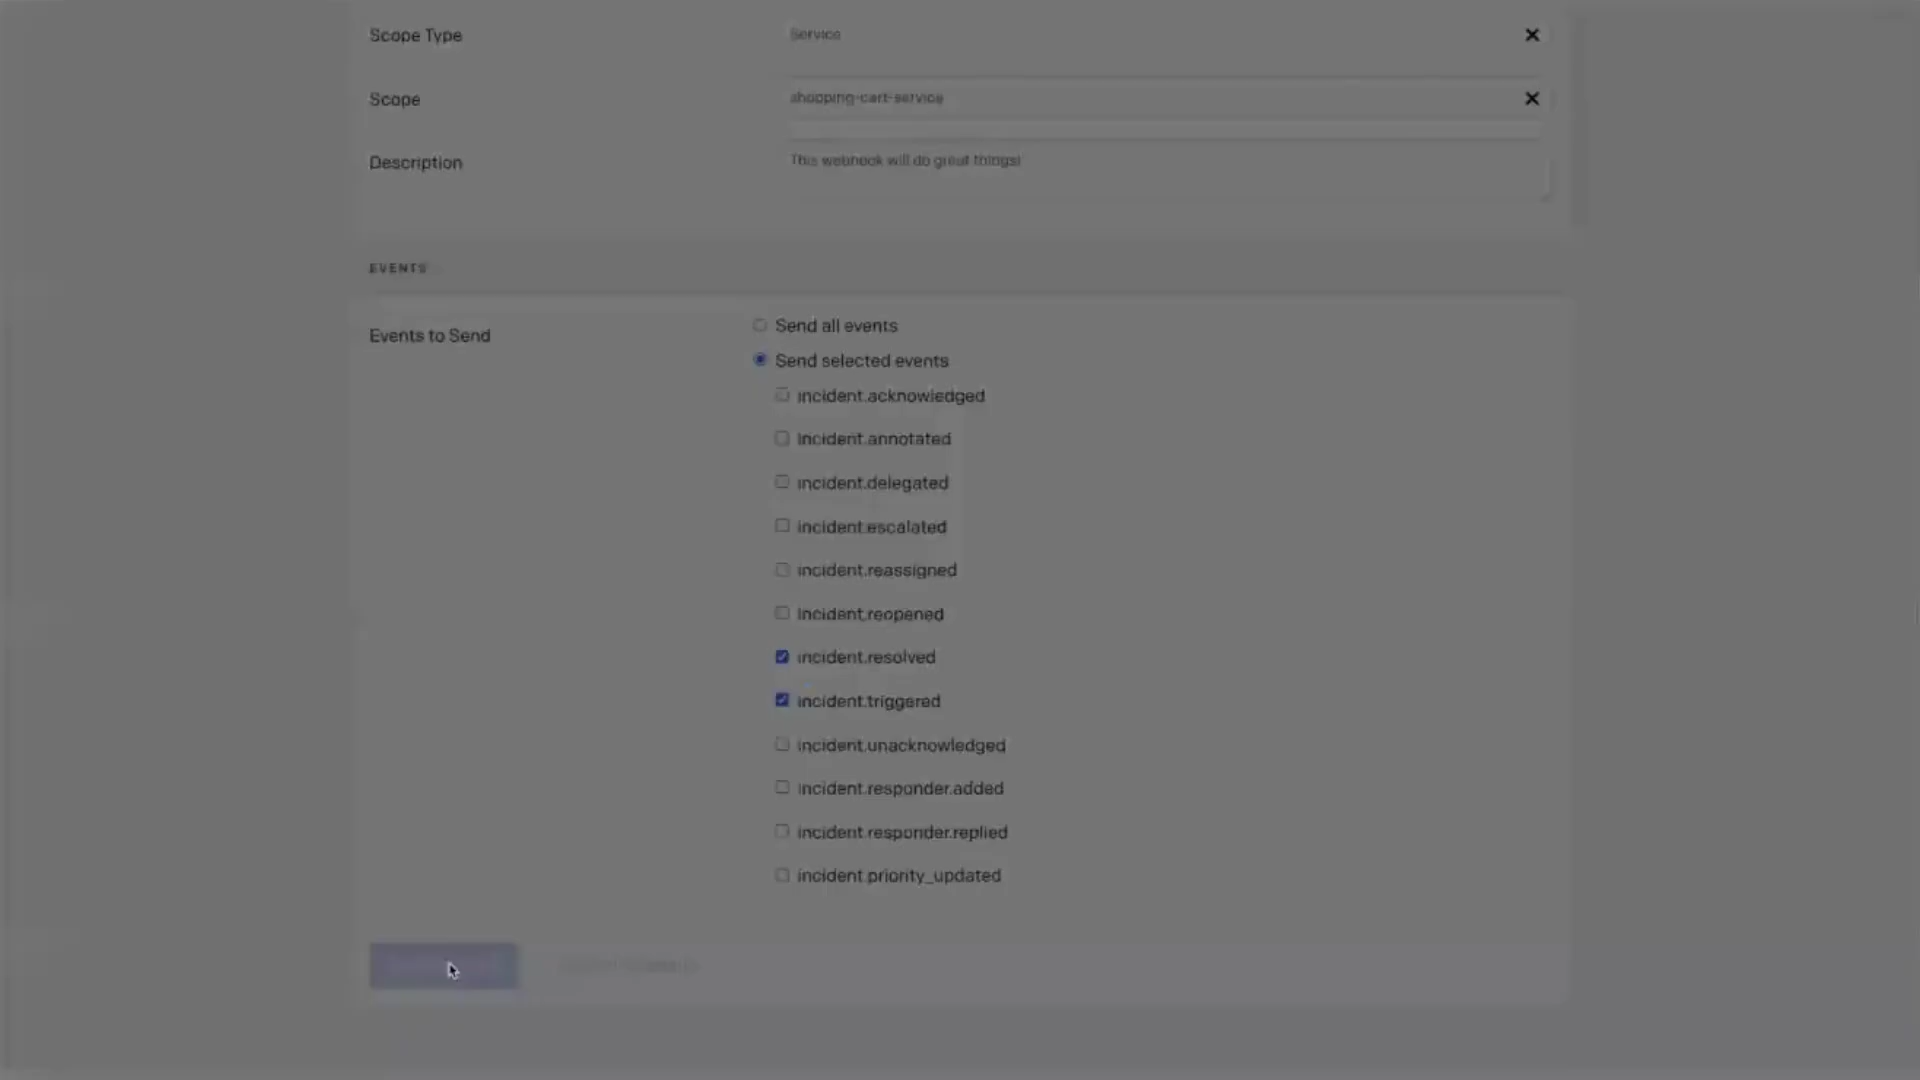 Scope Type
Service
Scope
shopping-cart-service
Description
This webhook will do great things!
EVENTS
Events to Send
Send all events
Send selected events
incident.acknowledged
incident.annotated
incident.delegated
incident.escalated
incident.reassigned
incident.reopened
incident.resolved
incident.triggered
incident.unacknowledged
incident.responder.added
incident.responder.replied
incident.priority_updated